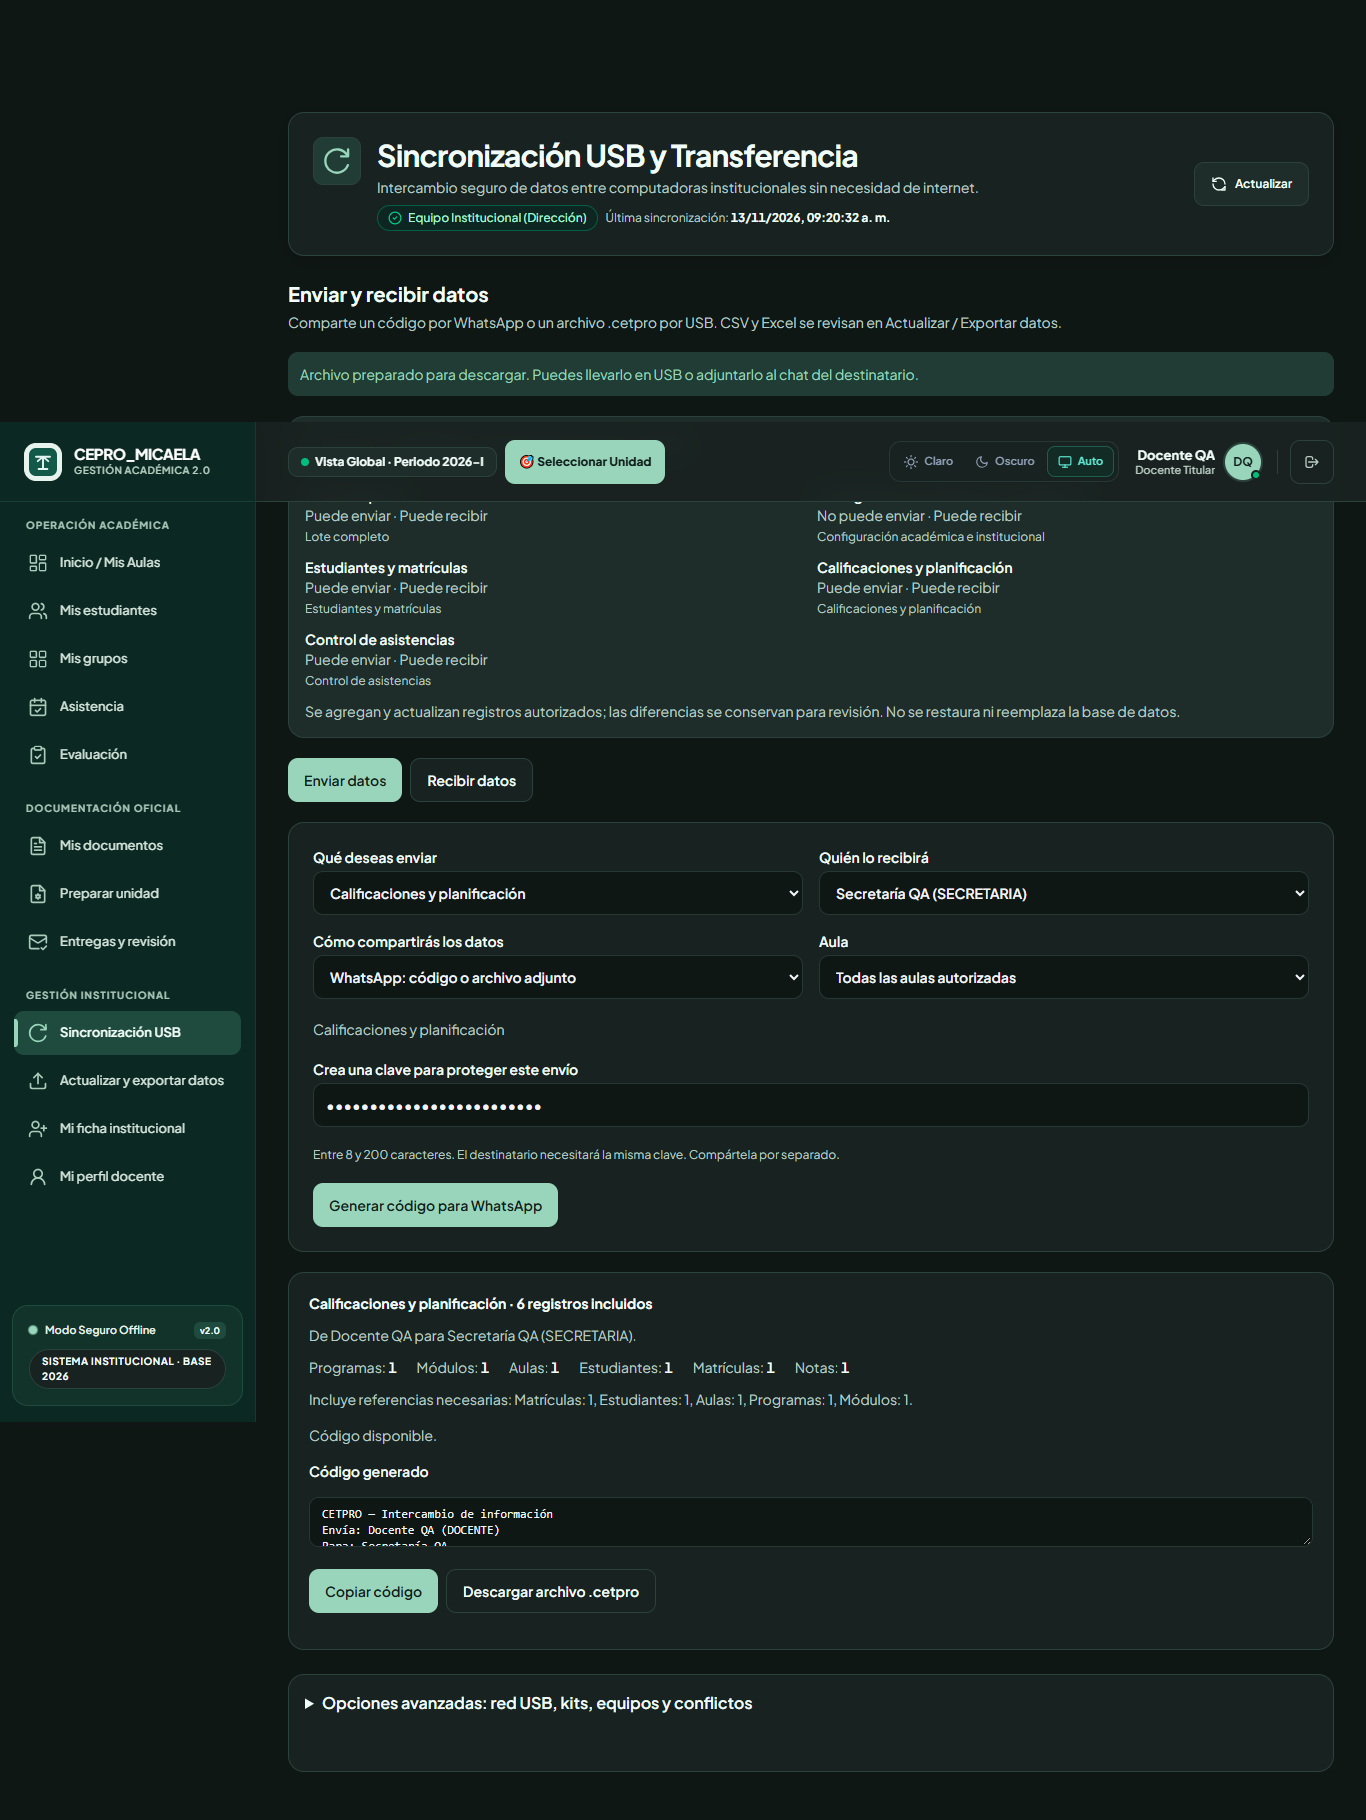 Sincronización USB y Transferencia
Intercambio seguro de datos entre computadoras institucionales sin necesidad de internet.
Equipo Institucional (Dirección)
Última sincronización: 13/11/2026, 09:20:32 a. m.
Actualizar
Enviar y recibir datos
Comparte un código por WhatsApp o un archivo .cetpro por USB. CSV y Excel se revisan en Actualizar / Exportar datos.
Archivo preparado para descargar. Puedes llevarlo en USB o adjuntarlo al chat del destinatario.
CEPRO_MICAELA
GESTIÓN ACADÉMICA 2.0
Vista Global · Periodo 2026-I
Seleccionar Unidad
Claro
Oscuro
Auto
Docente QA
Docente Titular
DQ
OPERACIÓN ACADÉMICA
Inicio / Mis Aulas
Mis estudiantes
Mis grupos
Asistencia
Evaluación
DOCUMENTACIÓN OFICIAL
Mis documentos
Preparar unidad
Entregas y revisión
GESTIÓN INSTITUCIONAL
Sincronización USB
Actualizar y exportar datos
Mi ficha institucional
Mi perfil docente
Modo Seguro Offline
v2.0
SISTEMA INSTITUCIONAL · BASE
2026
Puede enviar · Puede recibir
Lote completo
No puede enviar · Puede recibir
Configuración académica e institucional
Estudiantes y matrículas
Puede enviar · Puede recibir
Estudiantes y matrículas
Calificaciones y planificación
Puede enviar · Puede recibir
Calificaciones y planificación
Control de asistencias
Puede enviar · Puede recibir
Control de asistencias
Se agregan y actualizan registros autorizados; las diferencias se conservan para revisión. No se restaura ni reemplaza la base de datos.
Enviar datos
Recibir datos
Qué deseas enviar
Calificaciones y planificación
Quién lo recibirá
Secretaría QA (SECRETARIA)
Cómo compartirás los datos
WhatsApp: código o archivo adjunto
Aula
Todas las aulas autorizadas
Calificaciones y planificación
Crea una clave para proteger este envío
Entre 8 y 200 caracteres. El destinatario necesitará la misma clave. Compártela por separado.
Generar código para WhatsApp
Calificaciones y planificación · 6 registros incluidos
De Docente QA para Secretaría QA (SECRETARIA).
Programas: 1 Módulos: 1 Aulas: 1 Estudiantes: 1 Matrículas: 1 Notas: 1
Incluye referencias necesarias: Matrículas: 1, Estudiantes: 1, Aulas: 1, Programas: 1, Módulos: 1.
Código disponible.
Código generado
CETPRO — Intercambio de información
Envía: Docente QA (DOCENTE)
Para: Secretaría QA
Copiar código
Descargar archivo .cetpro
Opciones avanzadas: red USB, kits, equipos y conflictos